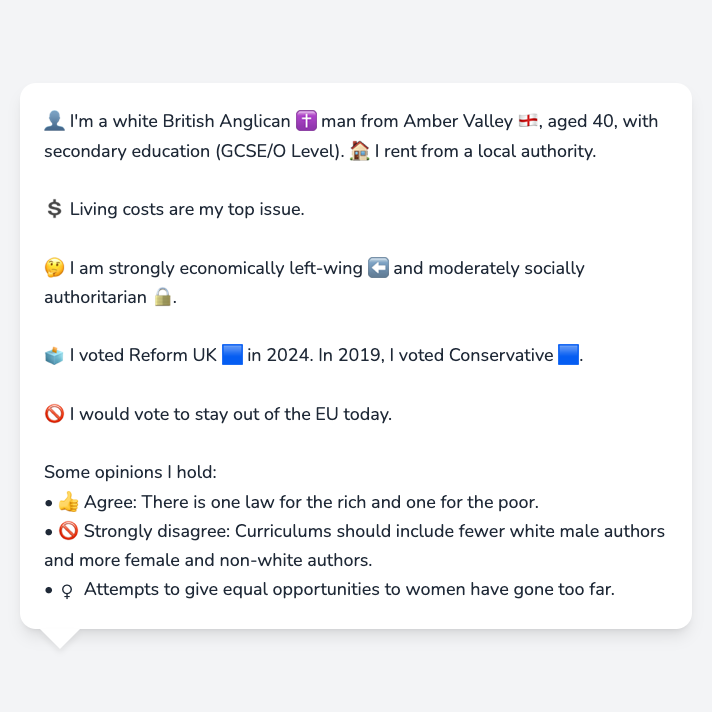 👤 I'm a white British Anglican ✝️ man from Amber Valley 🏴󠁧󠁢󠁥󠁮󠁧󠁿, aged 40, with
secondary education (GCSE/O Level). 🏠 I rent from a local authority.
💲 Living costs are my top issue.
🤔 I am strongly economically left-wing ⬅️ and moderately socially
authoritarian 🔒.
🗳️ I voted Reform UK 🟦 in 2024. In 2019, I voted Conservative 🟦.
🚫 I would vote to stay out of the EU today.
Some opinions I hold:
• 👍 Agree: There is one law for the rich and one for the poor.
• 🚫 Strongly disagree: Curriculums should include fewer white male authors
and more female and non-white authors.
• ♀ Attempts to give equal opportunities to women have gone too far.